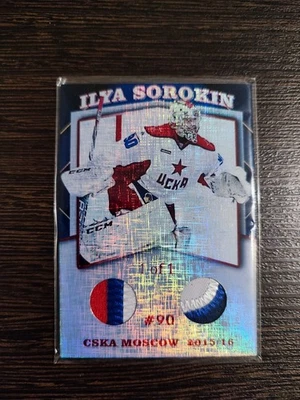 ILYA SOROKIN
CCM
ЦСКА
CCM
1 of 1
#90
CSKA MOSCOW 2015/16